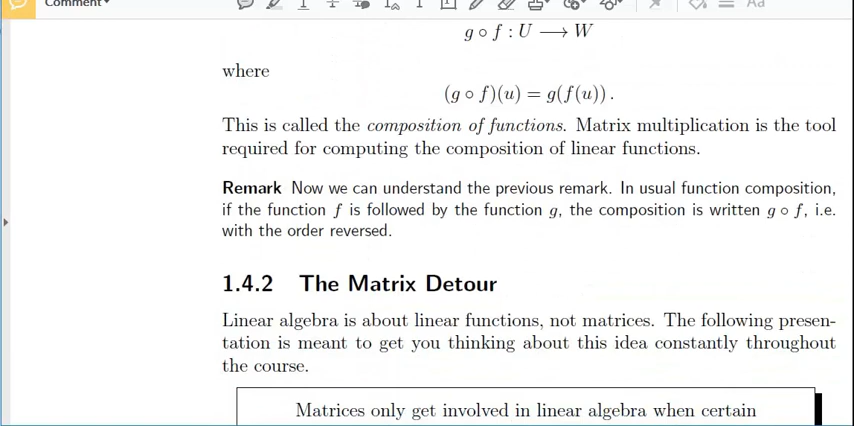 Comment
g ∘ f : U ⟶ W
where
(g ∘ f)(u) = g(f(u)) .
This is called the composition of functions. Matrix multiplication is the tool
required for computing the composition of linear functions.
Remark Now we can understand the previous remark. In usual function composition,
if the function f is followed by the function g, the composition is written g ∘ f, i.e.
with the order reversed.
1.4.2 The Matrix Detour
Linear algebra is about linear functions, not matrices. The following presen-
tation is meant to get you thinking about this idea constantly throughout
the course.
Matrices only get involved in linear algebra when certain